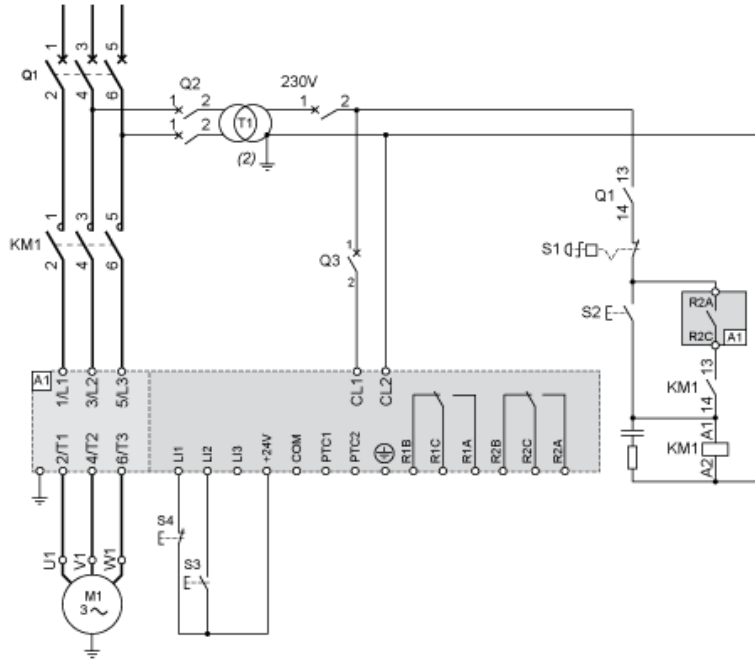 1 3 5
Q1
2 4 6
Q2
1 2
1 2
T1
(2)
230V
1 2
13
Q1
14
S1
S2
R2A
R2C
A1
13
KM1
14
A1
KM1
A2
1 3 5
KM1
2 4 6
1
Q3
2
A1
1/L1 3/L2 5/L3
CL1 CL2
2/T1 4/T2 6/T3
LI1 LI2 LI3 +24V COM PTC1 PTC2 R1B R1C R1A R2B R2C R2A
S4
S3
U1 V1 W1
M1
3